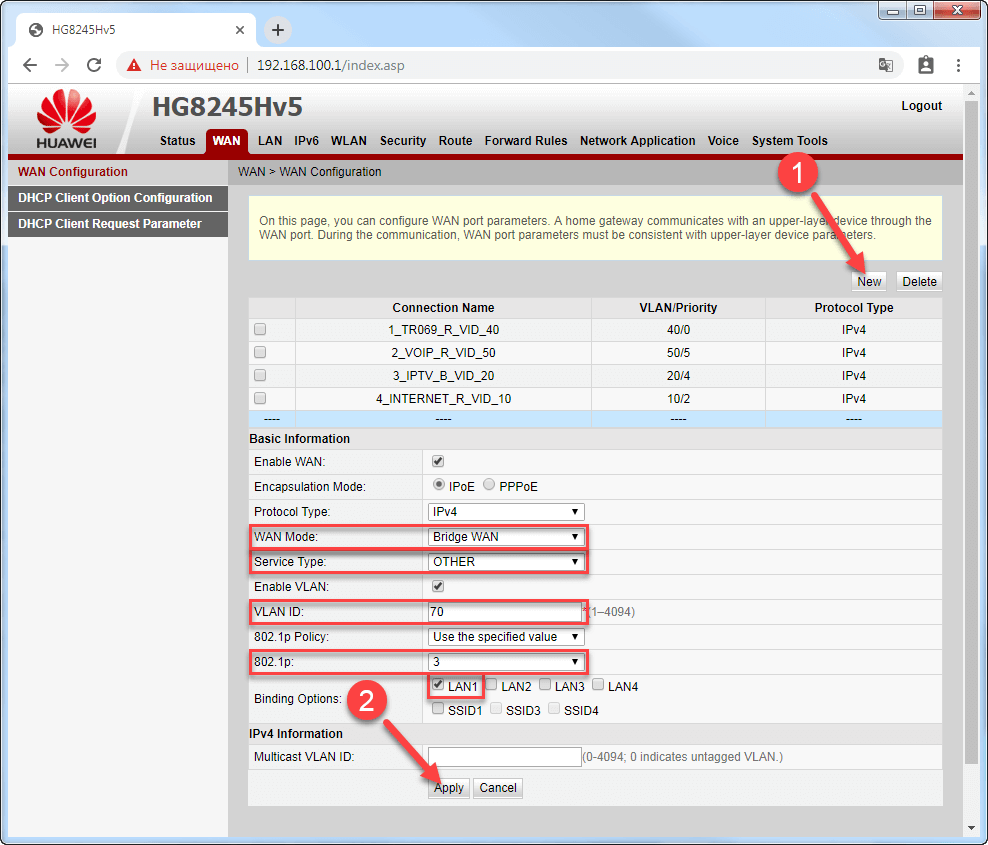 HG8245Hv5
Не защищено 192.168.100.1/index.asp
HG8245Hv5
Logout
HUAWEI
Status WAN LAN IPv6 WLAN Security Route Forward Rules Network Application Voice System Tools
WAN Configuration
WAN > WAN Configuration
DHCP Client Option Configuration
DHCP Client Request Parameter
1
On this page, you can configure WAN port parameters. A home gateway communicates with an upper-layer device through the
WAN port. During the communication, WAN port parameters must be consistent with upper-layer device parameters.
New Delete
Connection Name VLAN/Priority Protocol Type
1_TR069_R_VID_40 40/0 IPv4
2_VOIP_R_VID_50 50/5 IPv4
3_IPTV_B_VID_20 20/4 IPv4
4_INTERNET_R_VID_10 10/2 IPv4
---- ---- ---- ----
Basic Information
Enable WAN:
Encapsulation Mode: IPoE PPPoE
Protocol Type: IPv4
WAN Mode: Bridge WAN
Service Type: OTHER
Enable VLAN:
VLAN ID: 70 *(1–4094)
802.1p Policy: Use the specified value
802.1p: 3
Binding Options: LAN1 LAN2 LAN3 LAN4
SSID1 SSID3 SSID4
2
IPv4 Information
Multicast VLAN ID: (0-4094; 0 indicates untagged VLAN.)
Apply Cancel